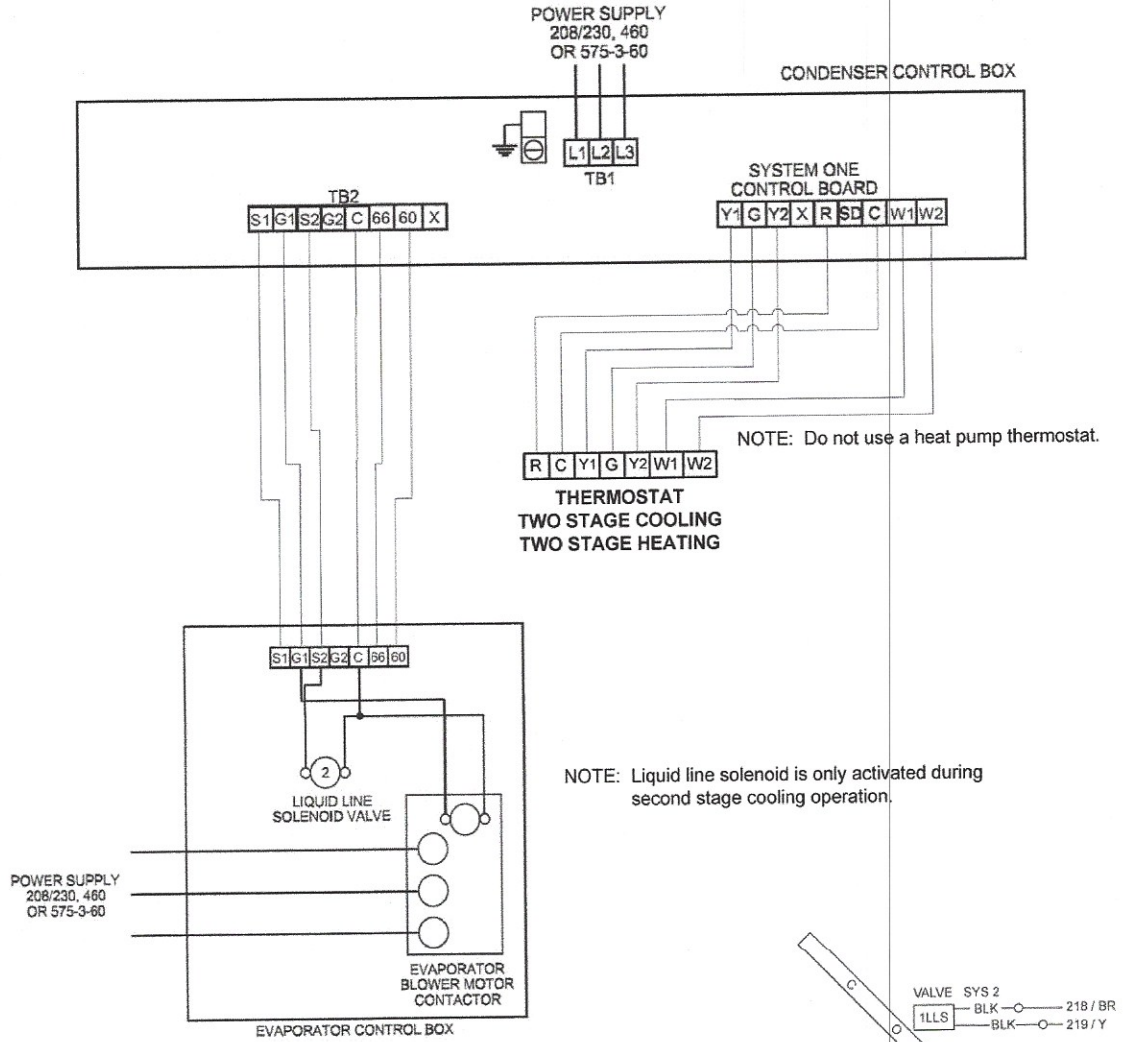 POWER SUPPLY
208/230, 460
OR 575-3-60
CONDENSER CONTROL BOX
L1 L2 L3
TB1
SYSTEM ONE
CONTROL BOARD
Y1 G Y2 X R SD C W1 W2
TB2
S1 G1 S2 G2 C 66 60 X
NOTE: Do not use a heat pump thermostat.
R C Y1 G Y2 W1 W2
THERMOSTAT
TWO STAGE COOLING
TWO STAGE HEATING
S1 G1 S2 G2 C 66 60
2
LIQUID LINE
SOLENOID VALVE
NOTE: Liquid line solenoid is only activated during
second stage cooling operation.
POWER SUPPLY
208/230, 460
OR 575-3-60
EVAPORATOR
BLOWER MOTOR
CONTACTOR
EVAPORATOR CONTROL BOX
VALVE SYS 2
1LLS
BLK 218 / BR
BLK 219 / Y